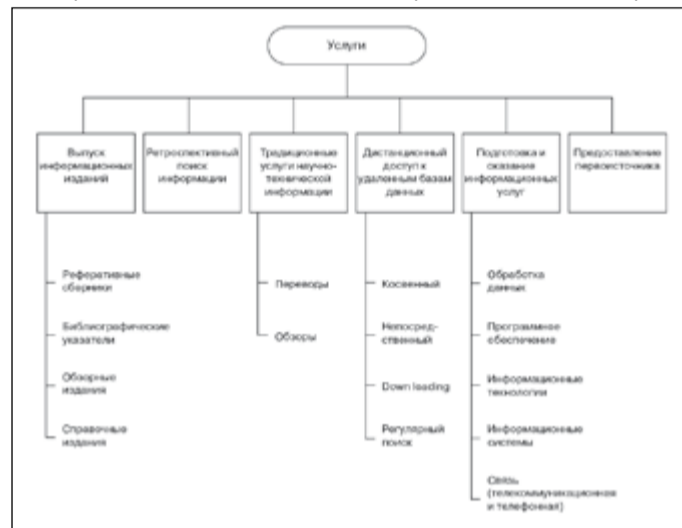 Услуги
Выпуск
информационных
изданий
Ретроспективный
поиск
информации
Традиционные
услуги научно-
технической
информации
Дистанционный
доступ к
удаленным базам
данных
Подготовка и
оказание
информационных
услуг
Предоставление
первоисточника
Реферативные
сборники
Библиографические
указатели
Обзорные
издания
Справочные
издания
Переводы
Обзоры
Косвенный
Непосред-
ственный
Down loading
Регулярный
поиск
Обработка
данных
Программное
обеспечение
Информационные
технологии
Информационные
системы
Связь
(телекоммуникационная
и телефонная)